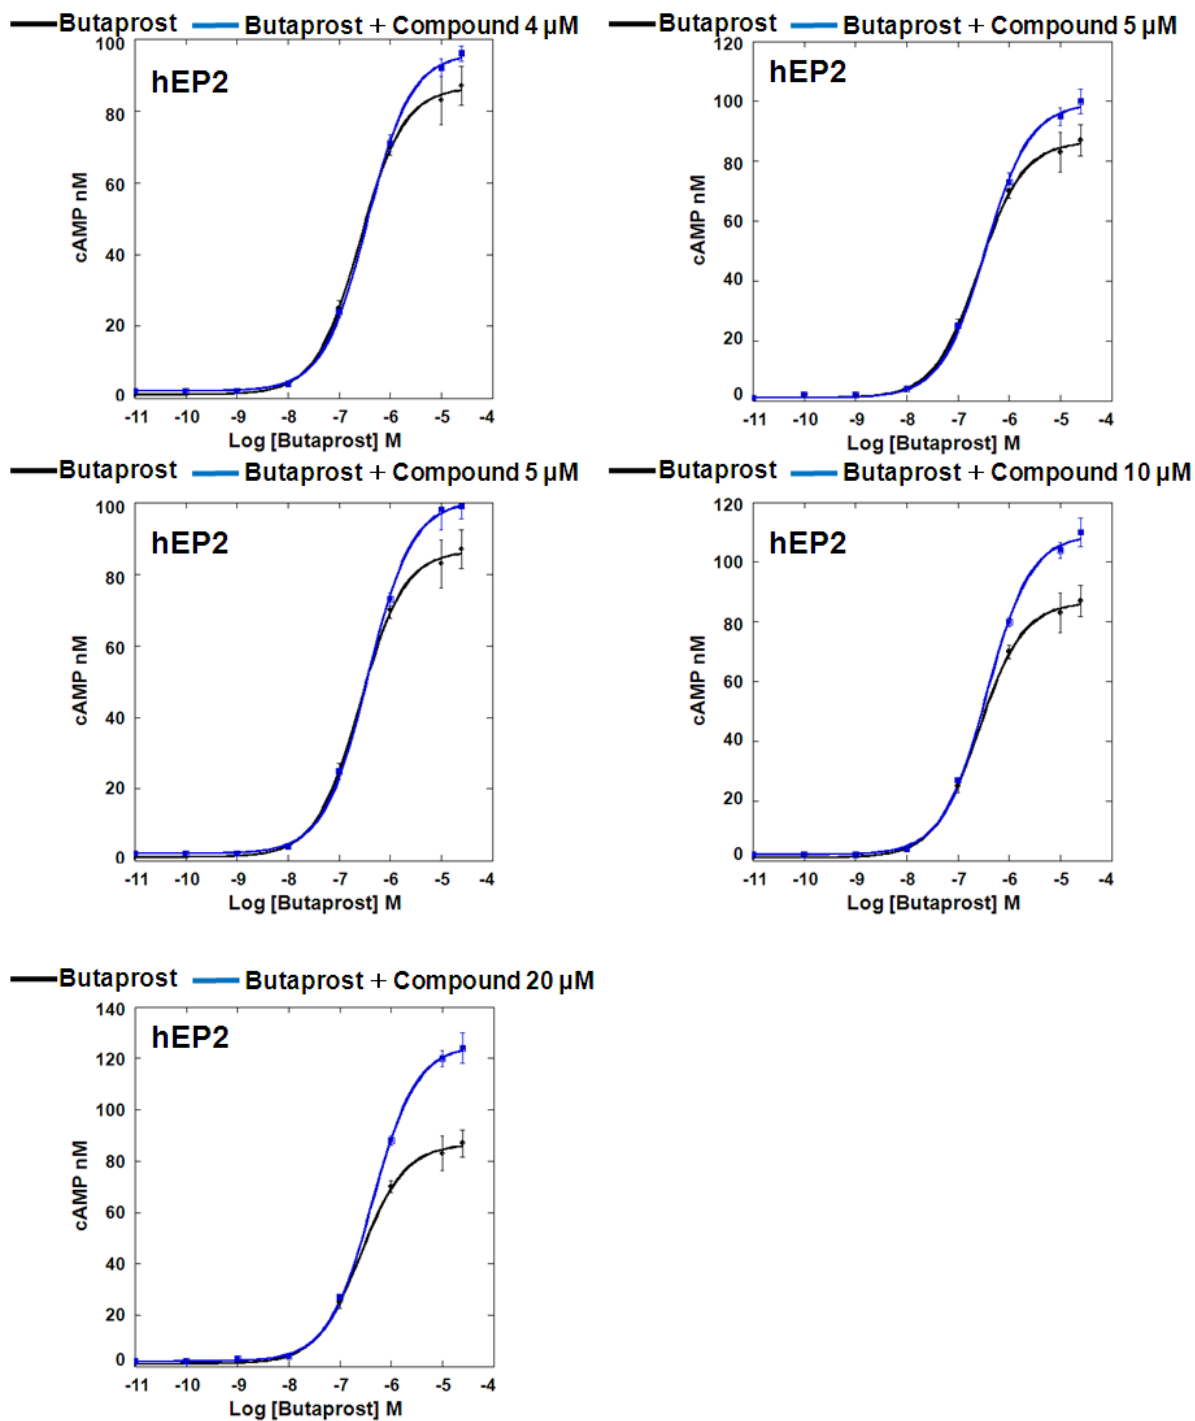 Butaprost Butaprost + Compound 4 µM
100
hEP2
80
60
40
20
0
cAMP nM
-11 -10 -9 -8 -7 -6 -5 -4
Log [Butaprost] M
Butaprost Butaprost + Compound 5 µM
120
hEP2
100
80
60
40
20
0
cAMP nM
-11 -10 -9 -8 -7 -6 -5 -4
Log [Butaprost] M
Butaprost Butaprost + Compound 5 µM
100
hEP2
80
60
40
20
0
cAMP nM
-11 -10 -9 -8 -7 -6 -5 -4
Log [Butaprost] M
Butaprost Butaprost + Compound 10 µM
120
hEP2
100
80
60
40
20
0
cAMP nM
-11 -10 -9 -8 -7 -6 -5 -4
Log [Butaprost] M
Butaprost Butaprost + Compound 20 µM
140
hEP2
120
100
80
60
40
20
0
cAMP nM
-11 -10 -9 -8 -7 -6 -5 -4
Log [Butaprost] M